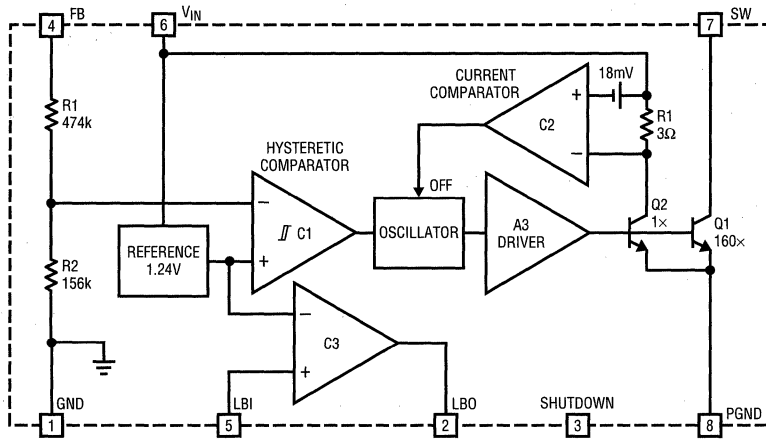 4
FB
6
VIN
7
SW
R1
474k
CURRENT
COMPARATOR
18mV
+
C2
−
R1
3Ω
HYSTERETIC
COMPARATOR
OFF
−
C1
+
OSCILLATOR
A3
DRIVER
Q2
1×
Q1
160×
REFERENCE
1.24V
R2
156k
−
C3
+
GND
1
5
LBI
2
LBO
SHUTDOWN
3
8
PGND